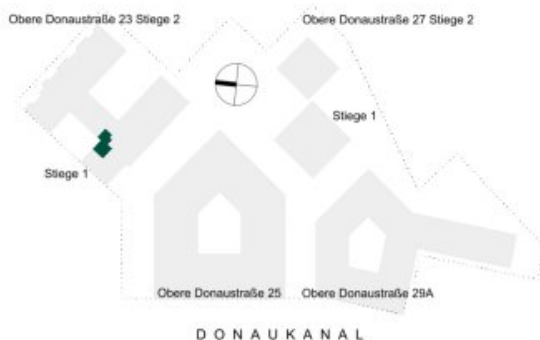 Obere Donaustraße 23 Stiege 2
Obere Donaustraße 27 Stiege 2
Stiege 1
Stiege 1
Obere Donaustraße 25
Obere Donaustraße 29A
DONAUKANAL